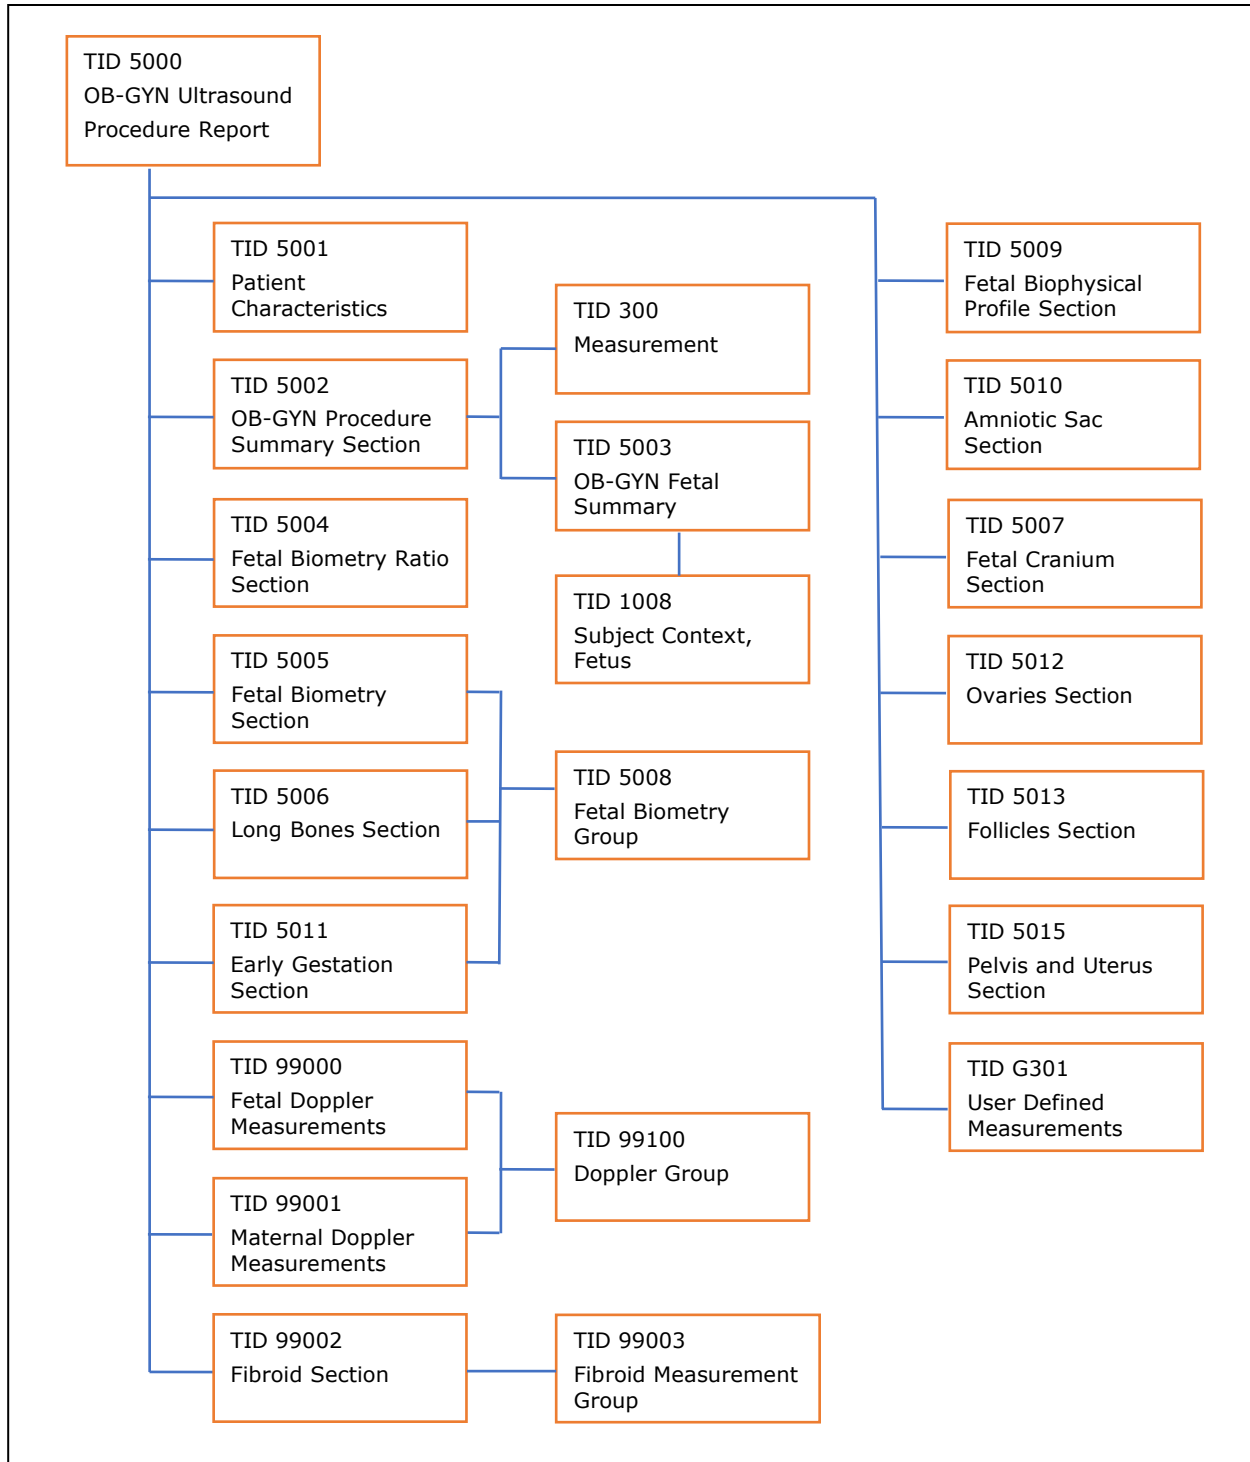 TID 5000
OB-GYN Ultrasound
Procedure Report
TID 5001
Patient
Characteristics
TID 5002
OB-GYN Procedure
Summary Section
TID 300
Measurement
TID 5003
OB-GYN Fetal
Summary
TID 1008
Subject Context,
Fetus
TID 5004
Fetal Biometry Ratio
Section
TID 5005
Fetal Biometry
Section
TID 5006
Long Bones Section
TID 5011
Early Gestation
Section
TID 5008
Fetal Biometry
Group
TID 99000
Fetal Doppler
Measurements
TID 99001
Maternal Doppler
Measurements
TID 99100
Doppler Group
TID 99002
Fibroid Section
TID 99003
Fibroid Measurement
Group
TID 5009
Fetal Biophysical
Profile Section
TID 5010
Amniotic Sac
Section
TID 5007
Fetal Cranium
Section
TID 5012
Ovaries Section
TID 5013
Follicles Section
TID 5015
Pelvis and Uterus
Section
TID G301
User Defined
Measurements